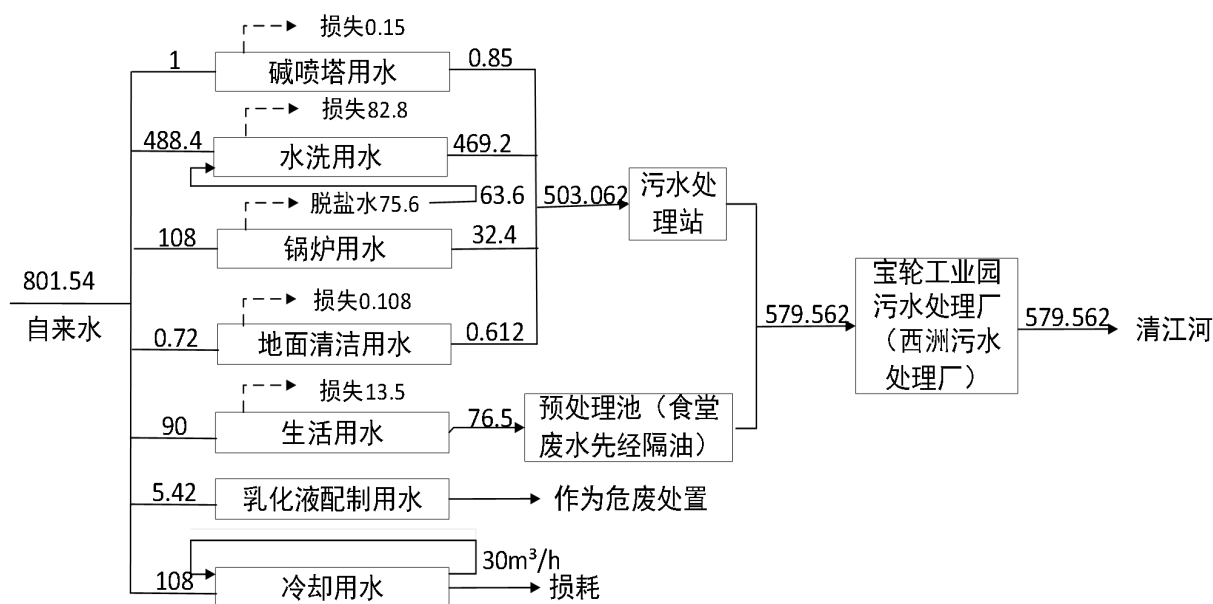 损失0.15
1
碱喷塔用水
0.85
损失82.8
488.4
水洗用水
469.2
脱盐水75.6
63.6
503.062
污水处
理站
108
锅炉用水
32.4
801.54
自来水
损失0.108
0.72
地面清洁用水
0.612
579.562
宝轮工业园
污水处理厂
（西洲污水
处理厂）
579.562
清江河
损失13.5
90
生活用水
76.5
预处理池（食堂
废水先经隔油）
5.42
乳化液配制用水
作为危废处置
30m³/h
108
冷却用水
损耗